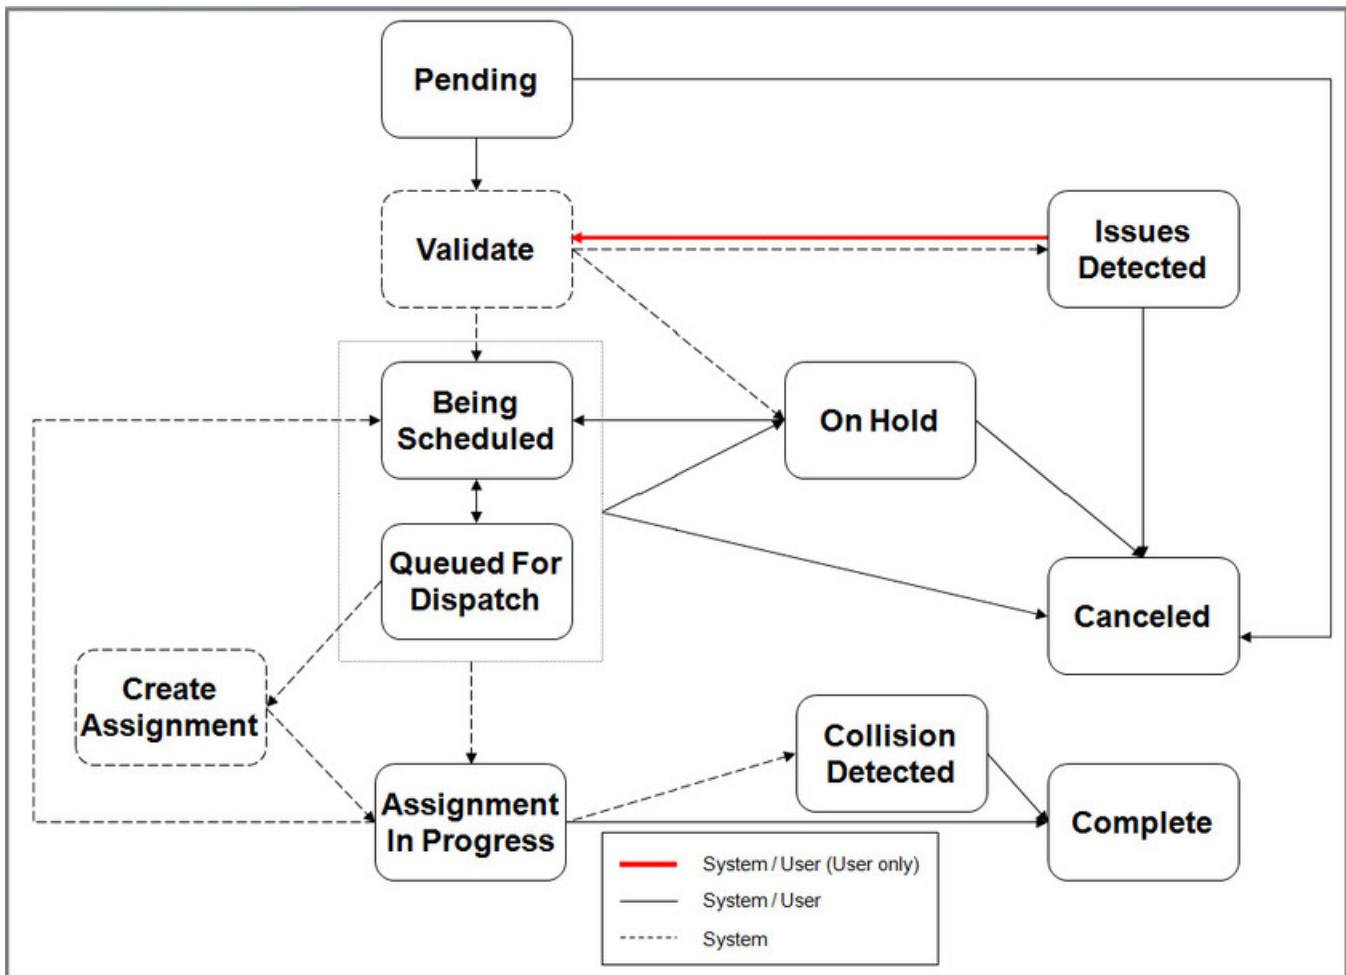 Pending
Validate
Issues
Detected
Being
Scheduled
On Hold
Queued For
Dispatch
Canceled
Create
Assignment
Collision
Detected
Assignment
In Progress
Complete
System / User (User only)
System / User
System